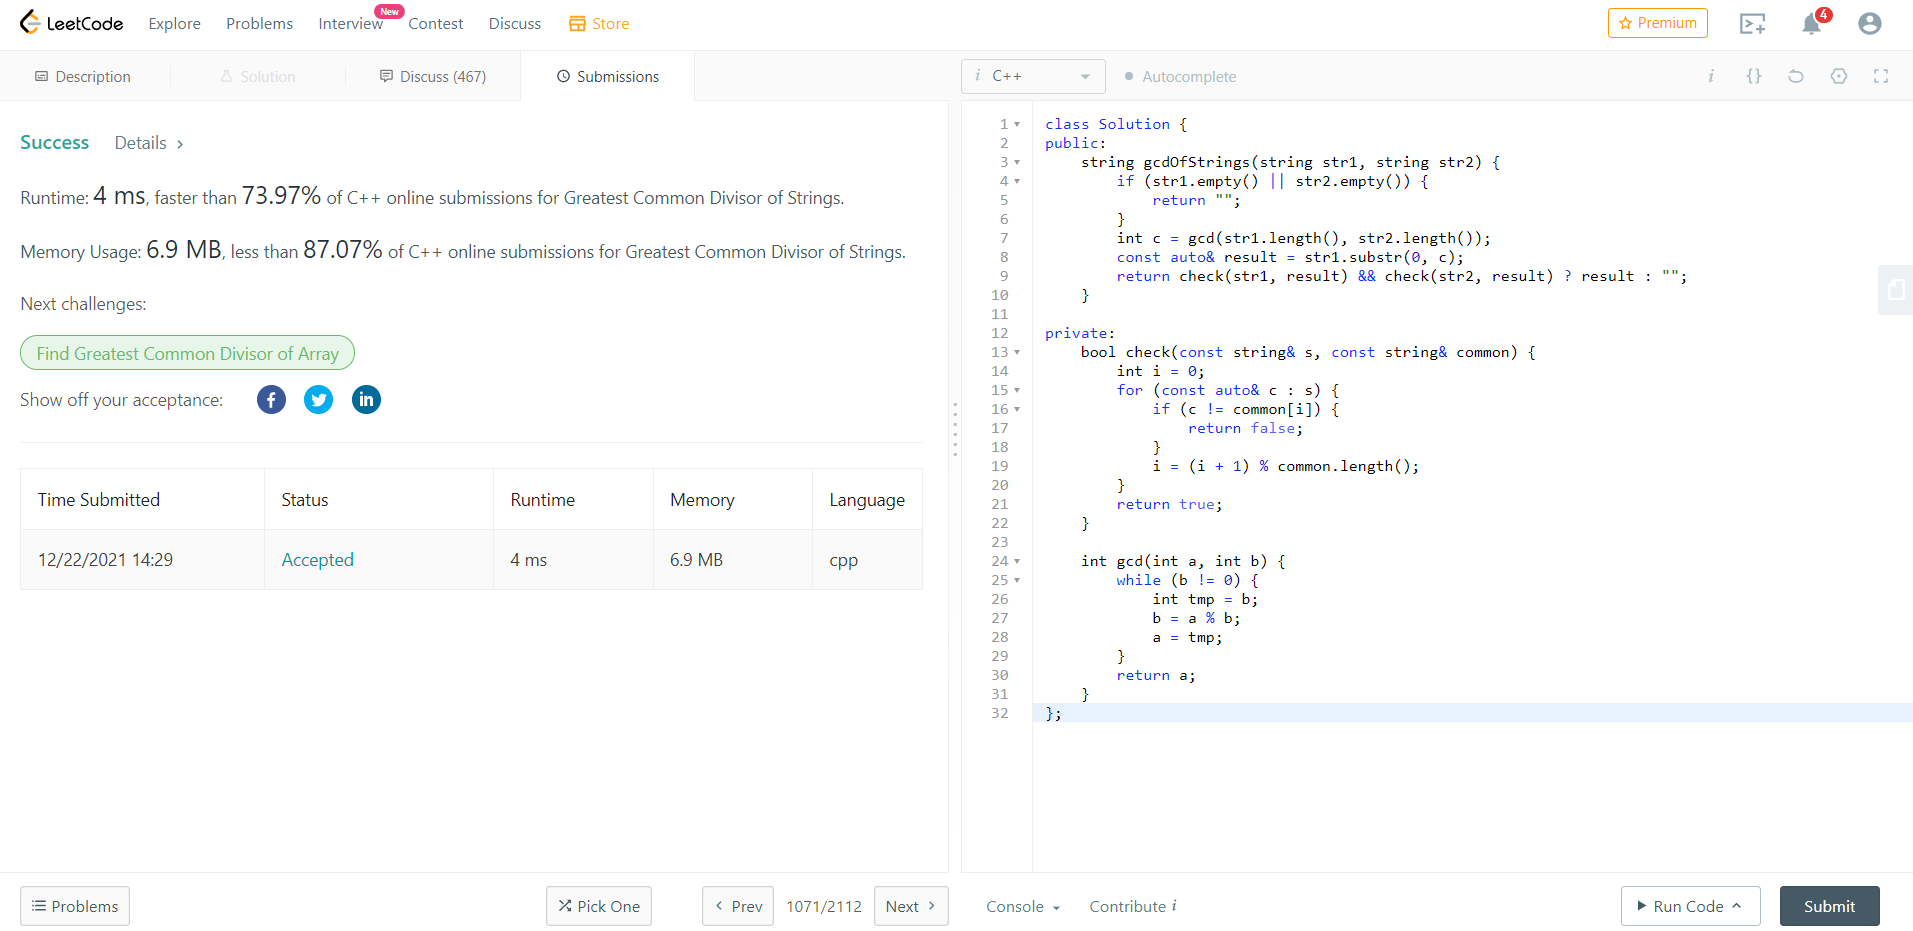 LeetCode Explore Problems Interview New Contest Discuss Store Premium 4
Description Solution Discuss (467) Submissions
i C++ Autocomplete i {}
Success Details >
Runtime: 4 ms, faster than 73.97% of C++ online submissions for Greatest Common Divisor of Strings.
Memory Usage: 6.9 MB, less than 87.07% of C++ online submissions for Greatest Common Divisor of Strings.
Next challenges:
Find Greatest Common Divisor of Array
Show off your acceptance:
Time Submitted Status Runtime Memory Language
12/22/2021 14:29 Accepted 4 ms 6.9 MB cpp
1 class Solution {
2 public:
3     string gcdOfStrings(string str1, string str2) {
4         if (str1.empty() || str2.empty()) {
5             return "";
6         }
7         int c = gcd(str1.length(), str2.length());
8         const auto& result = str1.substr(0, c);
9         return check(str1, result) && check(str2, result) ? result : "";
10     }
11
12 private:
13     bool check(const string& s, const string& common) {
14         int i = 0;
15         for (const auto& c : s) {
16             if (c != common[i]) {
17                 return false;
18             }
19             i = (i + 1) % common.length();
20         }
21         return true;
22     }
23
24     int gcd(int a, int b) {
25         while (b != 0) {
26             int tmp = b;
27             b = a % b;
28             a = tmp;
29         }
30         return a;
31     }
32 };
Problems Pick One < Prev 1071/2112 Next > Console Contribute i Run Code Submit